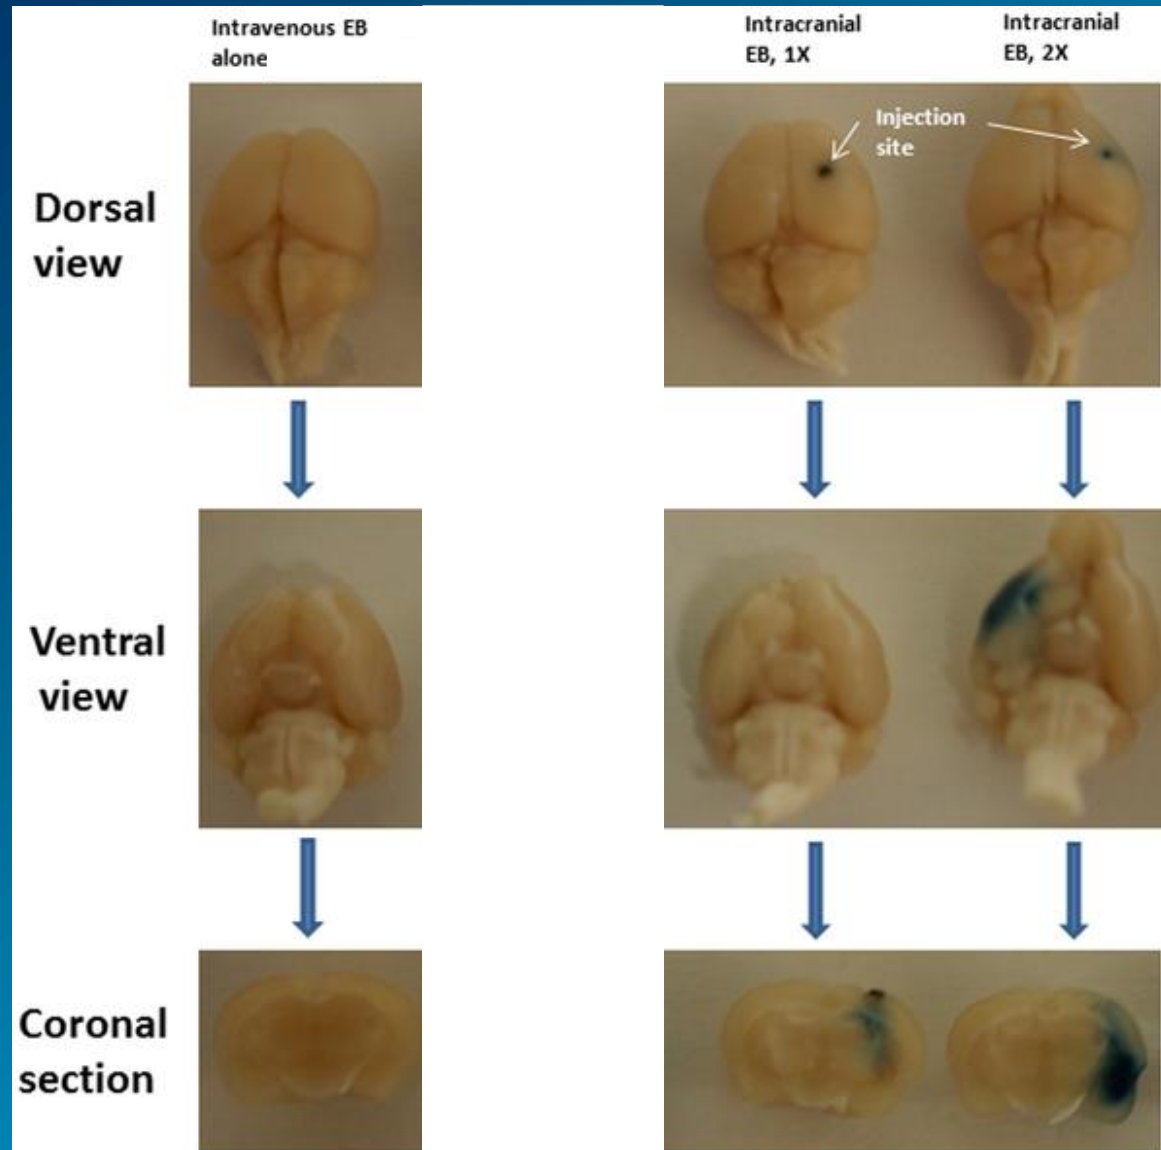 Intravenous EB
alone
Intracranial
EB, 1X
Intracranial
EB, 2X
Injection
site
Dorsal
view
Ventral
view
Coronal
section